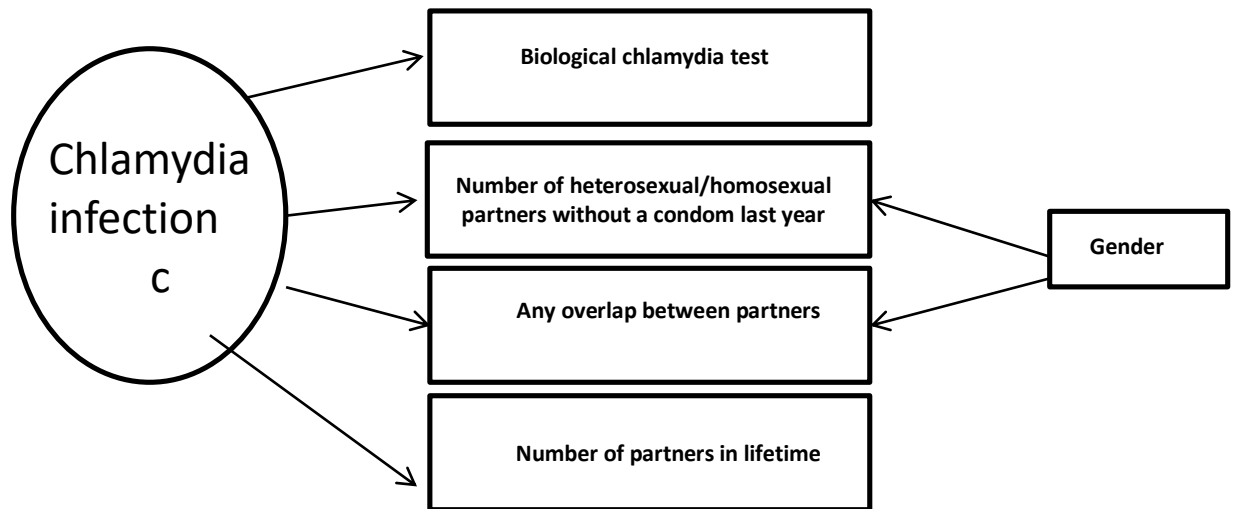 Chlamydia
infection
c
Biological chlamydia test
Number of heterosexual/homosexual
partners without a condom last year
Any overlap between partners
Number of partners in lifetime
Gender